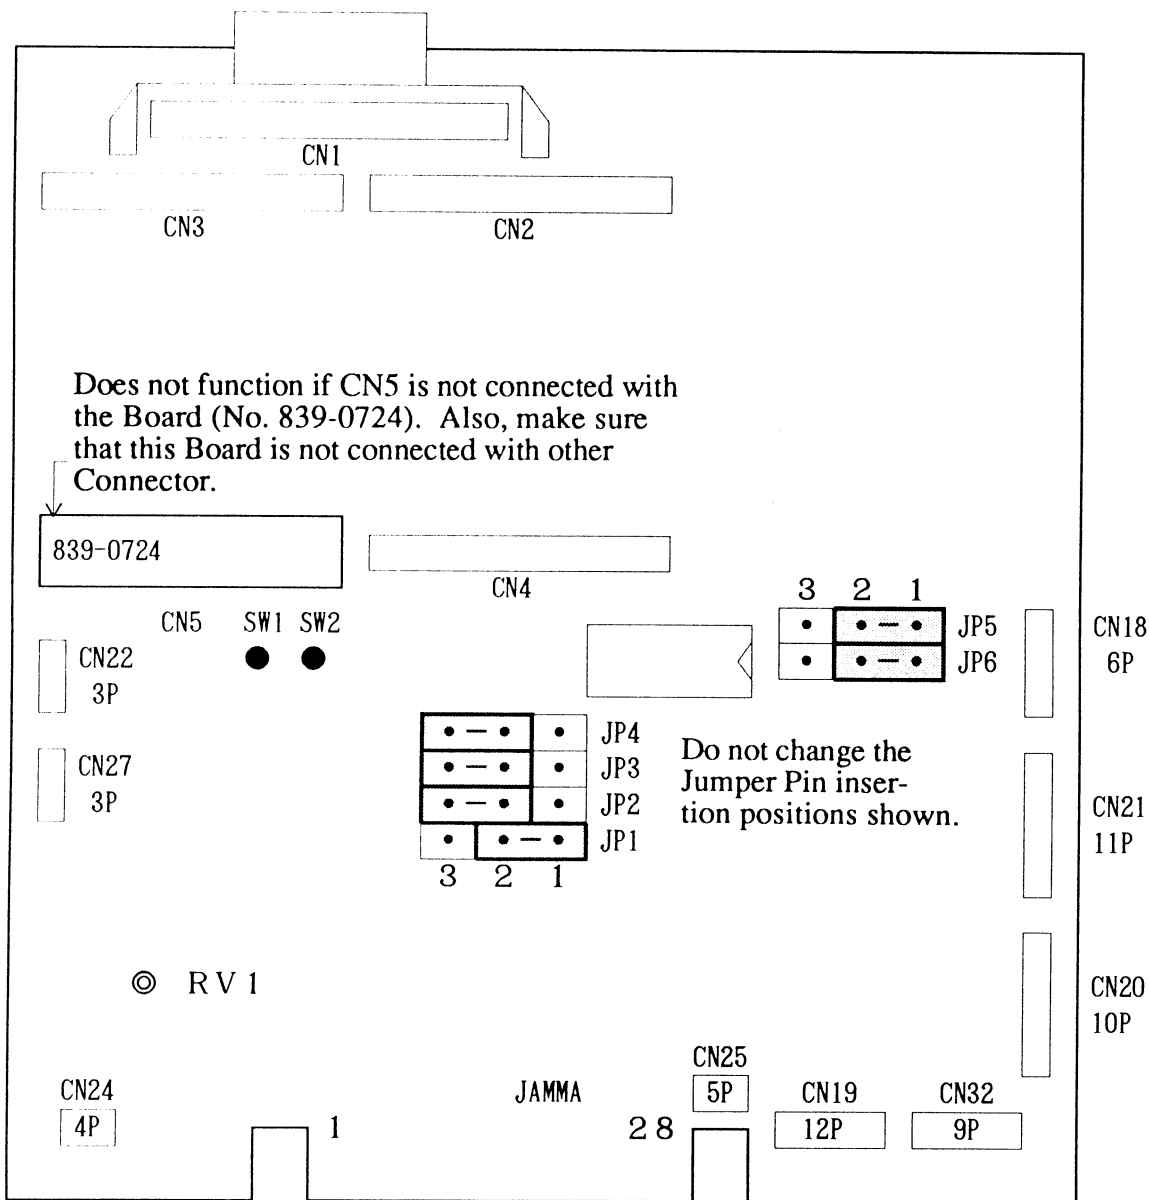 CN1
CN3
CN2
Does not function if CN5 is not connected with
the Board (No. 839-0724). Also, make sure
that this Board is not connected with other
Connector.
839-0724
CN4
3 2 1
CN5
SW1 SW2
JP5
JP6
CN18
6P
CN22
3P
JP4
JP3
JP2
JP1
3 2 1
Do not change the
Jumper Pin inser-
tion positions shown.
CN27
3P
CN21
11P
RV1
CN20
10P
CN25
5P
CN24
4P
JAMMA
1
28
CN19
12P
CN32
9P